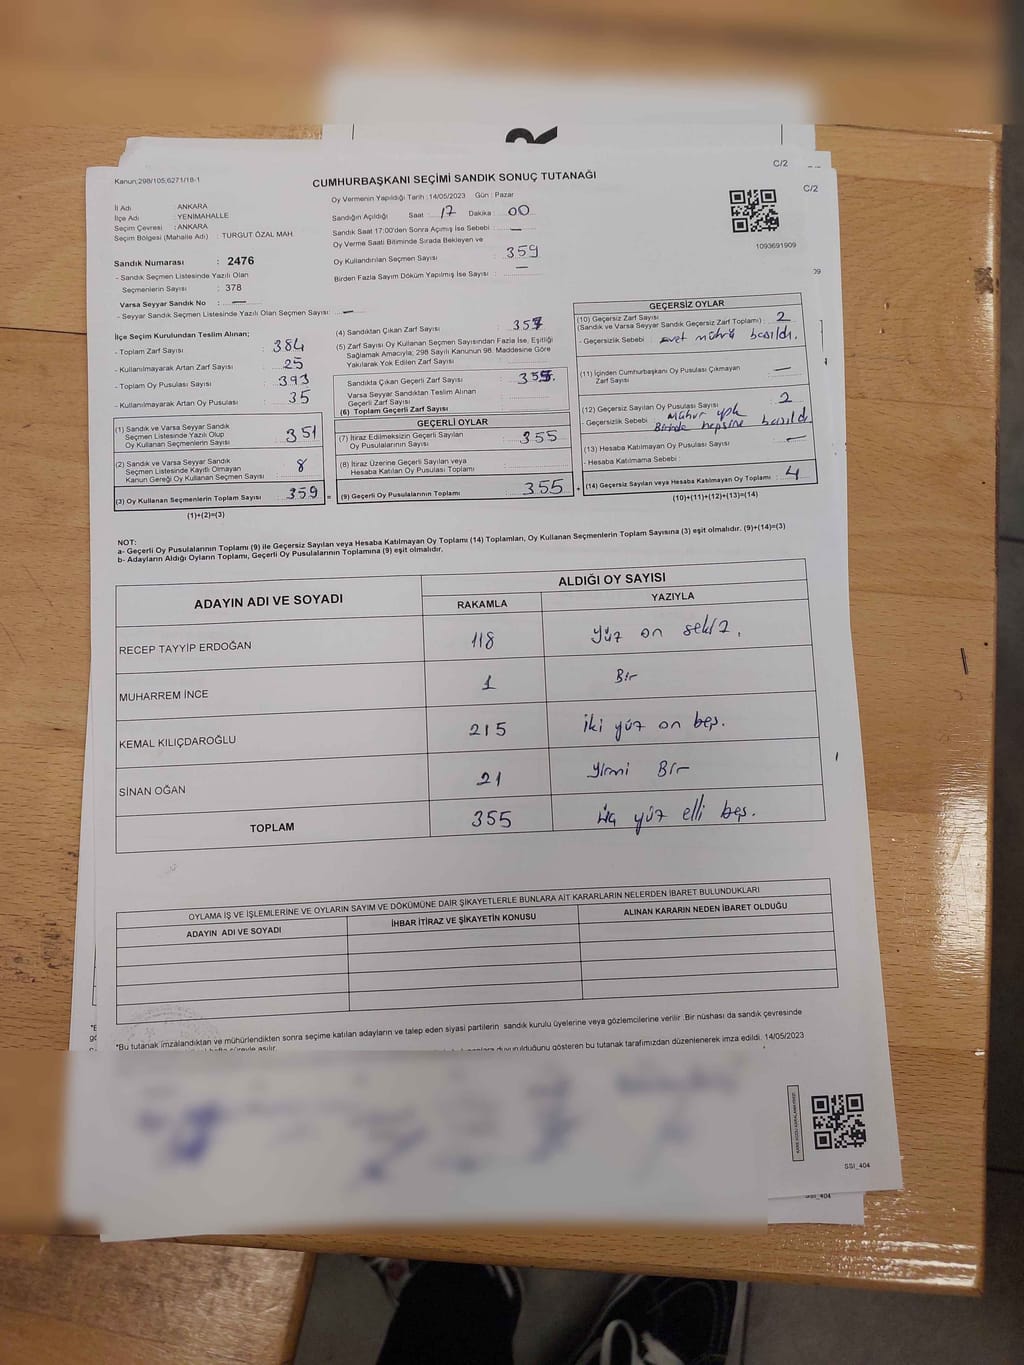 C/2
Kanun;298/105;6271/18-1
CUMHURBAŞKANI SEÇİMİ SANDIK SONUÇ TUTANAĞI
C/2
İl Adı : ANKARA
İlçe Adı : YENİMAHALLE
Seçim Çevresi : ANKARA
Seçim Bölgesi (Mahalle Adı) : TURGUT ÖZAL MAH.
Sandık Numarası : 2476
- Sandık Seçmen Listesinde Yazılı Olan
Seçmenlerin Sayısı : 378
Varsa Seyyar Sandık No : —
- Seyyar Sandık Seçmen Listesinde Yazılı Olan Seçmen Sayısı: —
Oy Vermenin Yapıldığı Tarih :14/05/2023 Gün : Pazar
Sandığın Açıldığı Saat : 17 Dakika : 00
Sandık Saat 17:00'den Sonra Açımış İse Sebebi : —
Oy Verme Saati Bitiminde Sırada Bekleyen ve
Oy Kullandırılan Seçmen Sayısı : 359
Birden Fazla Sayım Döküm Yapılmış İse Sayısı : —
1093691909
09
İlçe Seçim Kurulundan Teslim Alınan;
- Toplam Zarf Sayısı : 384
- Kullanılmayarak Artan Zarf Sayısı : 25
- Toplam Oy Pusulası Sayısı : 393
- Kullanılmayarak Artan Oy Pusulası : 35
(1) Sandık ve Varsa Seyyar Sandık
Seçmen Listesinde Yazılı Olup
Oy Kullanan Seçmenlerin Sayısı : 351
(2) Sandık ve Varsa Seyyar Sandık
Seçmen Listesinde Kayıtlı Olmayan
Kanun Gereği Oy Kullanan Seçmen Sayısı : 8
(3) Oy Kullanan Seçmenlerin Toplam Sayısı : 359 =
(1)+(2)=(3)
(4) Sandıktan Çıkan Zarf Sayısı : 357
(5) Zarf Sayısı Oy Kullanan Seçmen Sayısından Fazla İse, Eşitliği
Sağlamak Amacıyla; 298 Sayılı Kanunun 98. Maddesine Göre
Yakılarak Yok Edilen Zarf Sayısı :
Sandıkta Çıkan Geçerli Zarf Sayısı : 355.
Varsa Seyyar Sandıktan Teslim Alınan
Geçerli Zarf Sayısı :
(6) Toplam Geçerli Zarf Sayısı :
GEÇERLİ OYLAR
(7) İtiraz Edilmeksizin Geçerli Sayılan
Oy Pusulalarının Sayısı : 355
(8) İtiraz Üzerine Geçerli Sayılan veya
Hesaba Katılan Oy Pusulası Toplamı :
(9) Geçerli Oy Pusulalarının Toplamı : 355 +
GEÇERSİZ OYLAR
(10) Geçersiz Zarf Sayısı
(Sandık ve Varsa Seyyar Sandık Geçersiz Zarf Toplamı) : 2
- Geçersizlik Sebebi : evet mührü basıldı.
(11) İçinden Cumhurbaşkanı Oy Pusulası Çıkmayan
Zarf Sayısı : —
(12) Geçersiz Sayılan Oy Pusulası Sayısı : 2
- Geçersizlik Sebebi : Mühür yok
Birinde hepsine basıldı
(13) Hesaba Katılmayan Oy Pusulası Sayısı : —
- Hesaba Katılmama Sebebi :
(14) Geçersiz Sayılan veya Hesaba Katılmayan Oy Toplamı : 4
(10)+(11)+(12)+(13)=(14)
NOT:
a- Geçerli Oy Pusulalarının Toplamı (9) ile Geçersiz Sayılan veya Hesaba Katılmayan Oy Toplamı (14) Toplamları, Oy Kullanan Seçmenlerin Toplam Sayısına (3) eşit olmalıdır. (9)+(14)=(3)
b- Adayların Aldığı Oyların Toplamı, Geçerli Oy Pusulalarının Toplamına (9) eşit olmalıdır.
ADAYIN ADI VE SOYADI
ALDIĞI OY SAYISI
RAKAMLA YAZIYLA
RECEP TAYYİP ERDOĞAN 118 Yüz on sekiz.
MUHARREM İNCE 1 Bir
KEMAL KILIÇDAROĞLU 215 iki yüz on beş.
SİNAN OĞAN 21 Yirmi Bir
TOPLAM 355 üç yüz elli beş.
OYLAMA İŞ VE İŞLEMLERİNE VE OYLARIN SAYIM VE DÖKÜMÜNE DAİR ŞİKAYETLERLE BUNLARA AİT KARARLARIN NELERDEN İBARET BULUNDUKLARI
ADAYIN ADI VE SOYADI İHBAR İTİRAZ VE ŞİKAYETİN KONUSU ALINAN KARARIN NEDEN İBARET OLDUĞU
*Bu tutanak imzalandıktan ve mühürlendikten sonra seçime katılan adayların ve talep eden siyasi partilerin sandık kurulu üyelerine veya gözlemcilerine verilir .Bir nüshası da sandık çevresinde
hafta süreyle asılır.
duyurulduğunu gösteren bu tutanak tarafımızdan düzenlenerek imza edildi. 14/05/2023
SSI_404
SSI_404